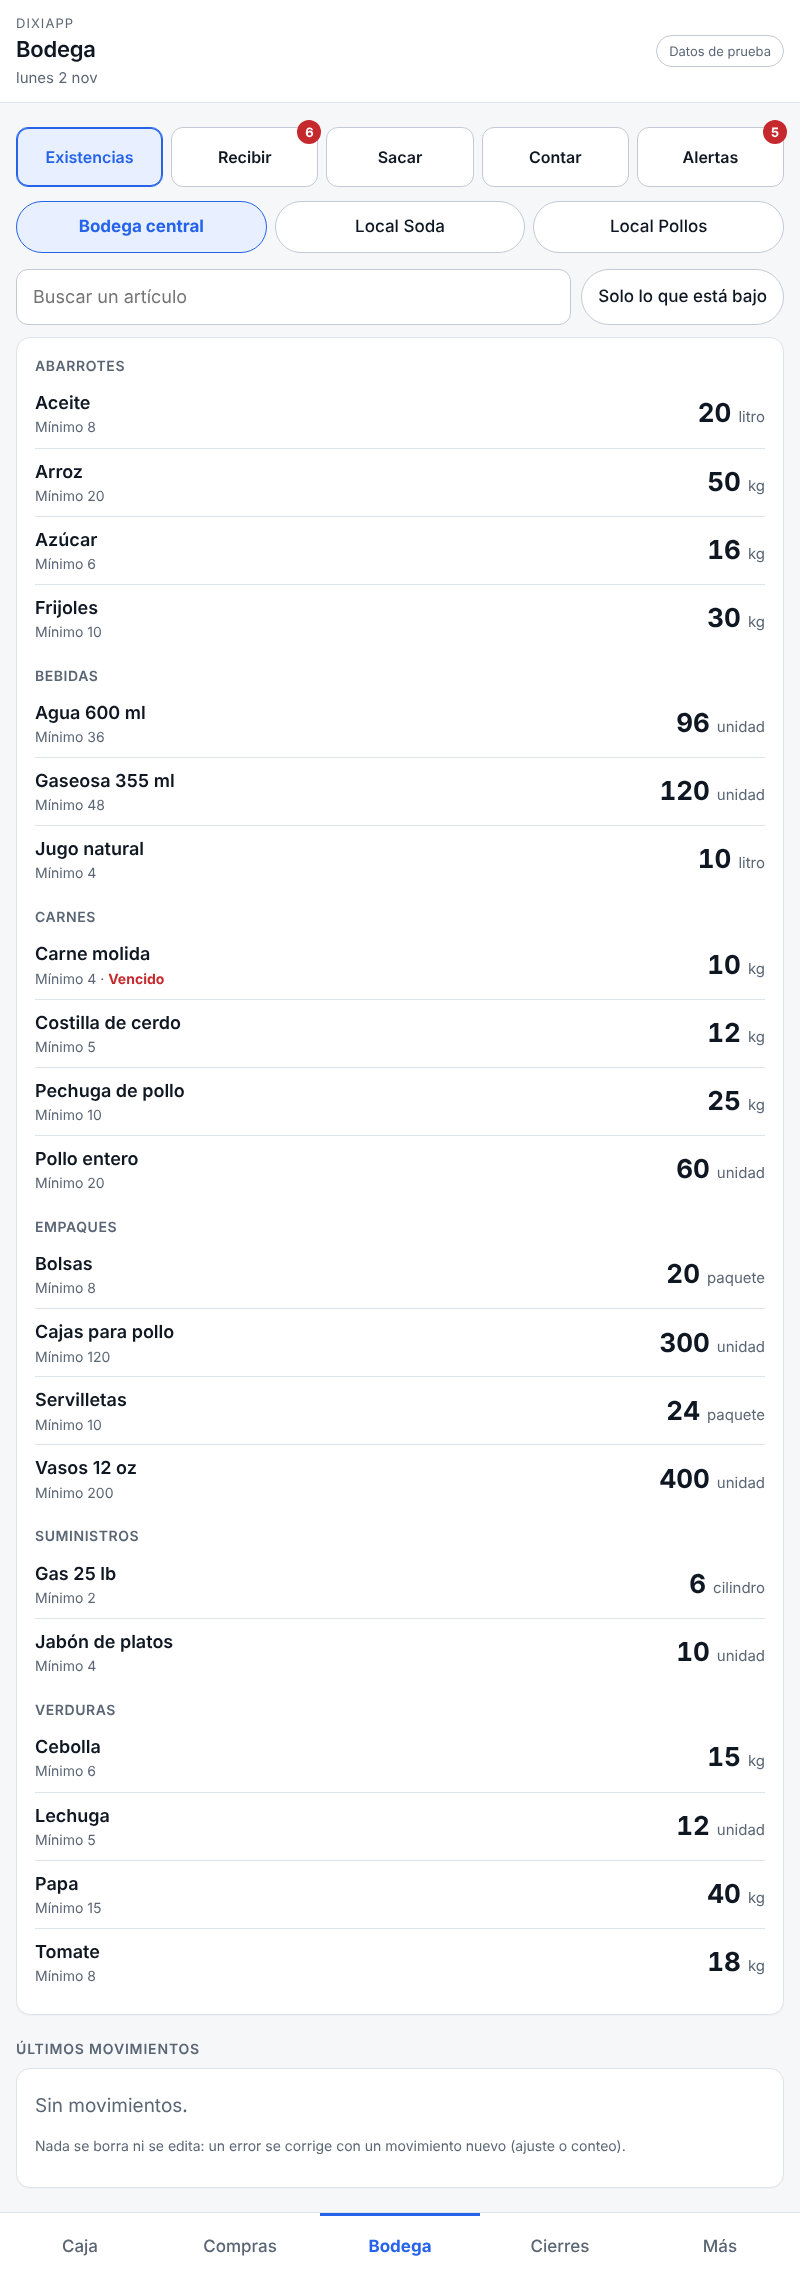 DIXIAPP
Bodega
lunes 2 nov
Datos de prueba
Existencias
Recibir
6
Sacar
Contar
Alertas
5
Bodega central
Local Soda
Local Pollos
Buscar un artículo
Solo lo que está bajo
ABARROTES
Aceite
Mínimo 8
20 litro
Arroz
Mínimo 20
50 kg
Azúcar
Mínimo 6
16 kg
Frijoles
Mínimo 10
30 kg
BEBIDAS
Agua 600 ml
Mínimo 36
96 unidad
Gaseosa 355 ml
Mínimo 48
120 unidad
Jugo natural
Mínimo 4
10 litro
CARNES
Carne molida
Mínimo 4 · Vencido
10 kg
Costilla de cerdo
Mínimo 5
12 kg
Pechuga de pollo
Mínimo 10
25 kg
Pollo entero
Mínimo 20
60 unidad
EMPAQUES
Bolsas
Mínimo 8
20 paquete
Cajas para pollo
Mínimo 120
300 unidad
Servilletas
Mínimo 10
24 paquete
Vasos 12 oz
Mínimo 200
400 unidad
SUMINISTROS
Gas 25 lb
Mínimo 2
6 cilindro
Jabón de platos
Mínimo 4
10 unidad
VERDURAS
Cebolla
Mínimo 6
15 kg
Lechuga
Mínimo 5
12 unidad
Papa
Mínimo 15
40 kg
Tomate
Mínimo 8
18 kg
ÚLTIMOS MOVIMIENTOS
Sin movimientos.
Nada se borra ni se edita: un error se corrige con un movimiento nuevo (ajuste o conteo).
Caja
Compras
Bodega
Cierres
Más